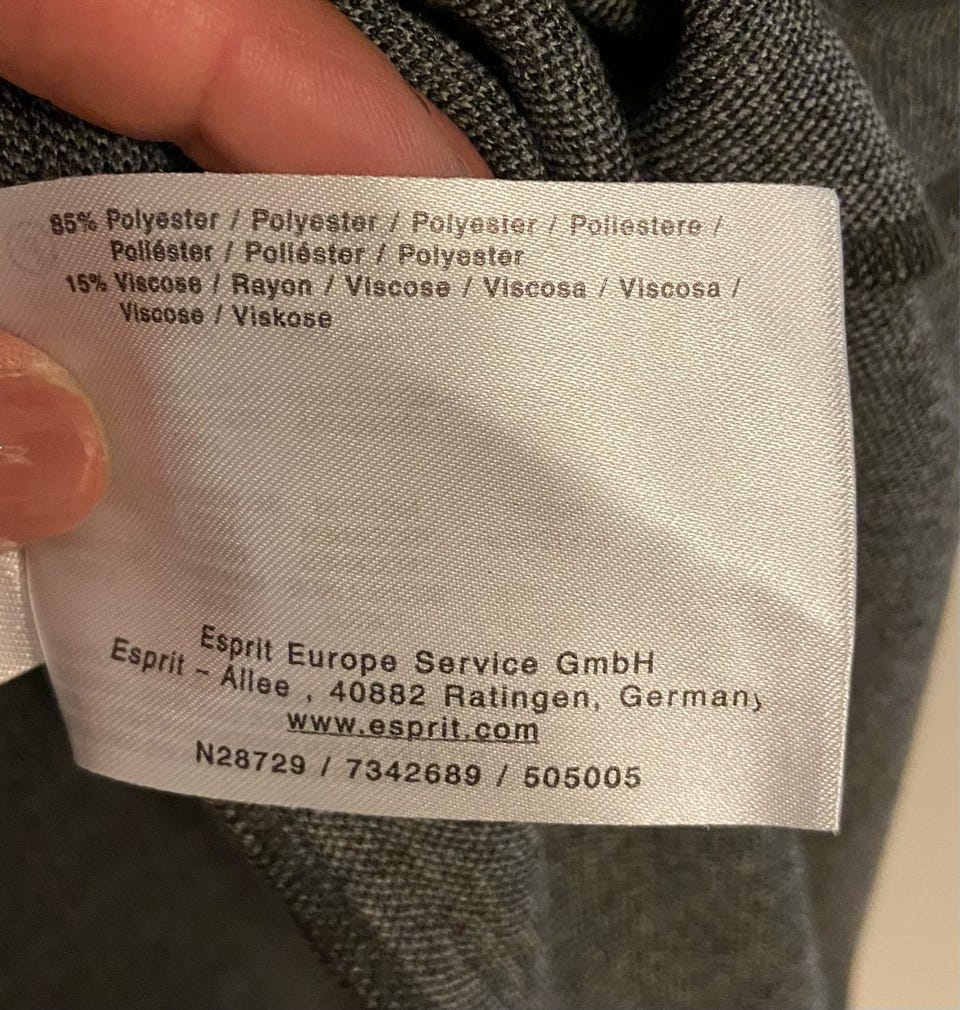 85% Polyester / Polyester / Polyester / Poliestere /
Poliéster / Poliéster / Polyester
15% Viscose / Rayon / Viscose / Viscosa / Viscosa /
Viscose / Viskose
Esprit Europe Service GmbH
Esprit - Allee , 40882 Ratingen, Germany
www.esprit.com
N28729 / 7342689 / 505005